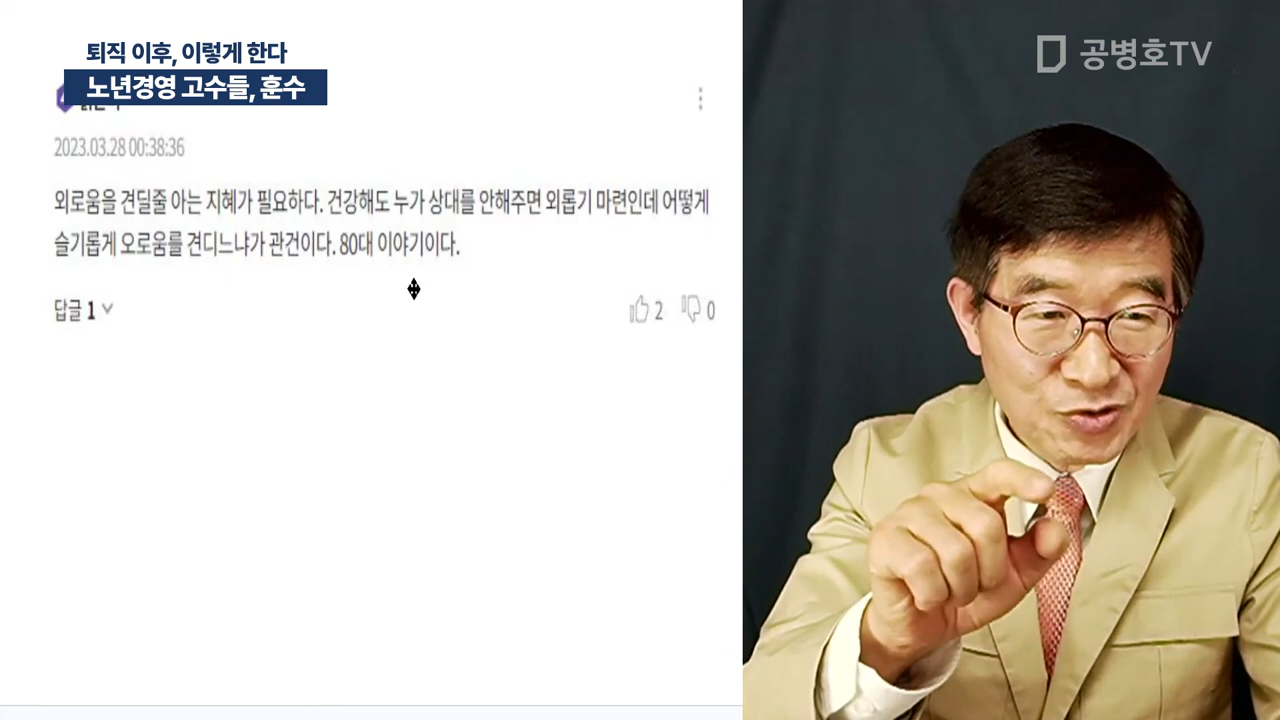 퇴직 이후, 이렇게 한다
노년경영 고수들, 훈수
공병호TV
2023.03.28 00:38:36
외로움을 견딜줄 아는 지혜가 필요하다. 건강해도 누가 상대를 안해주면 외롭기 마련인데 어떻게
슬기롭게 오로움를 견디느냐가 관건이다. 80대 이야기이다.
답글 1
2
0